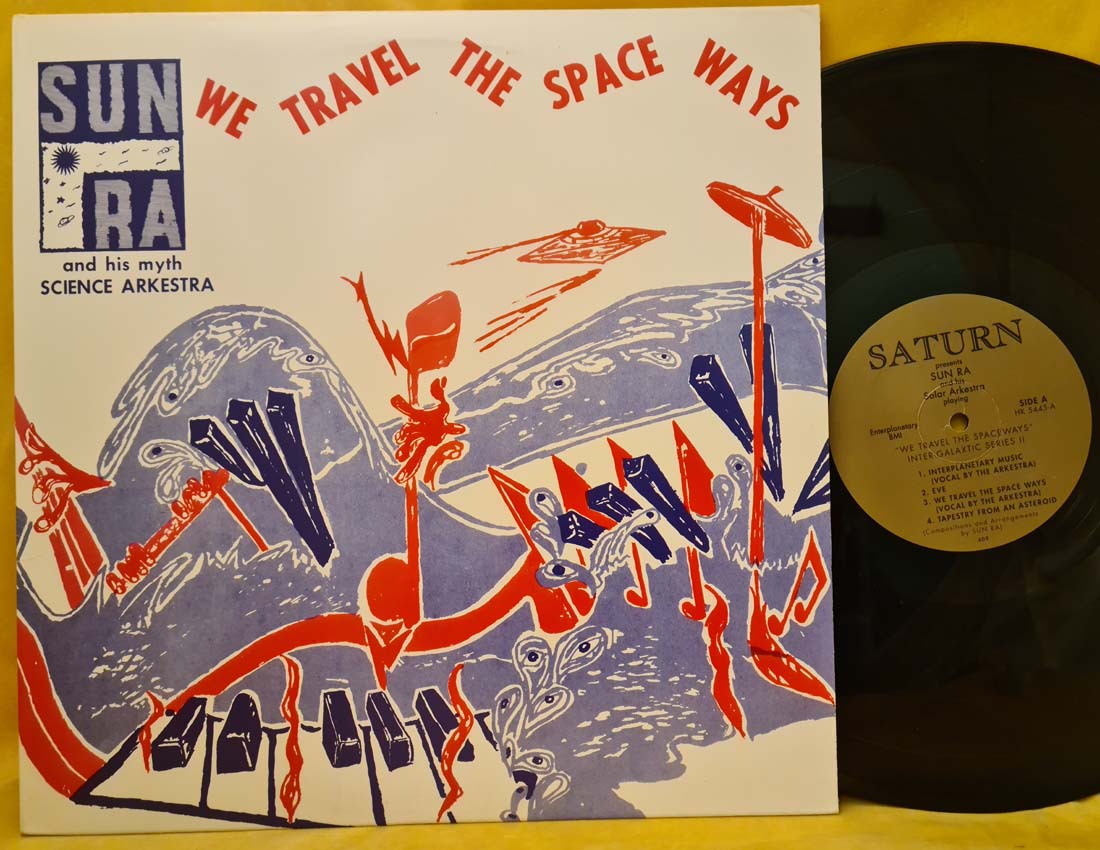 SUN
RA
and his myth
SCIENCE ARKESTRA
WE TRAVEL THE SPACE WAYS
SATURN
presents
SUN RA
and his
Solar Arkestra
playing
SIDE A
HK 5445-A
Enterplanetary
BMI
"WE TRAVEL THE SPACEWAYS"
INTER-GALAXTIC SERIES II
1. INTERPLANETARY MUSIC
(VOCAL BY THE ARKESTRA)
2. EVE
3. WE TRAVEL THE SPACE WAYS
(VOCAL BY THE ARKESTRA)
4. TAPESTRY FROM AN ASTEROID
(Compositions and Arrangements
by SUN RA)
409